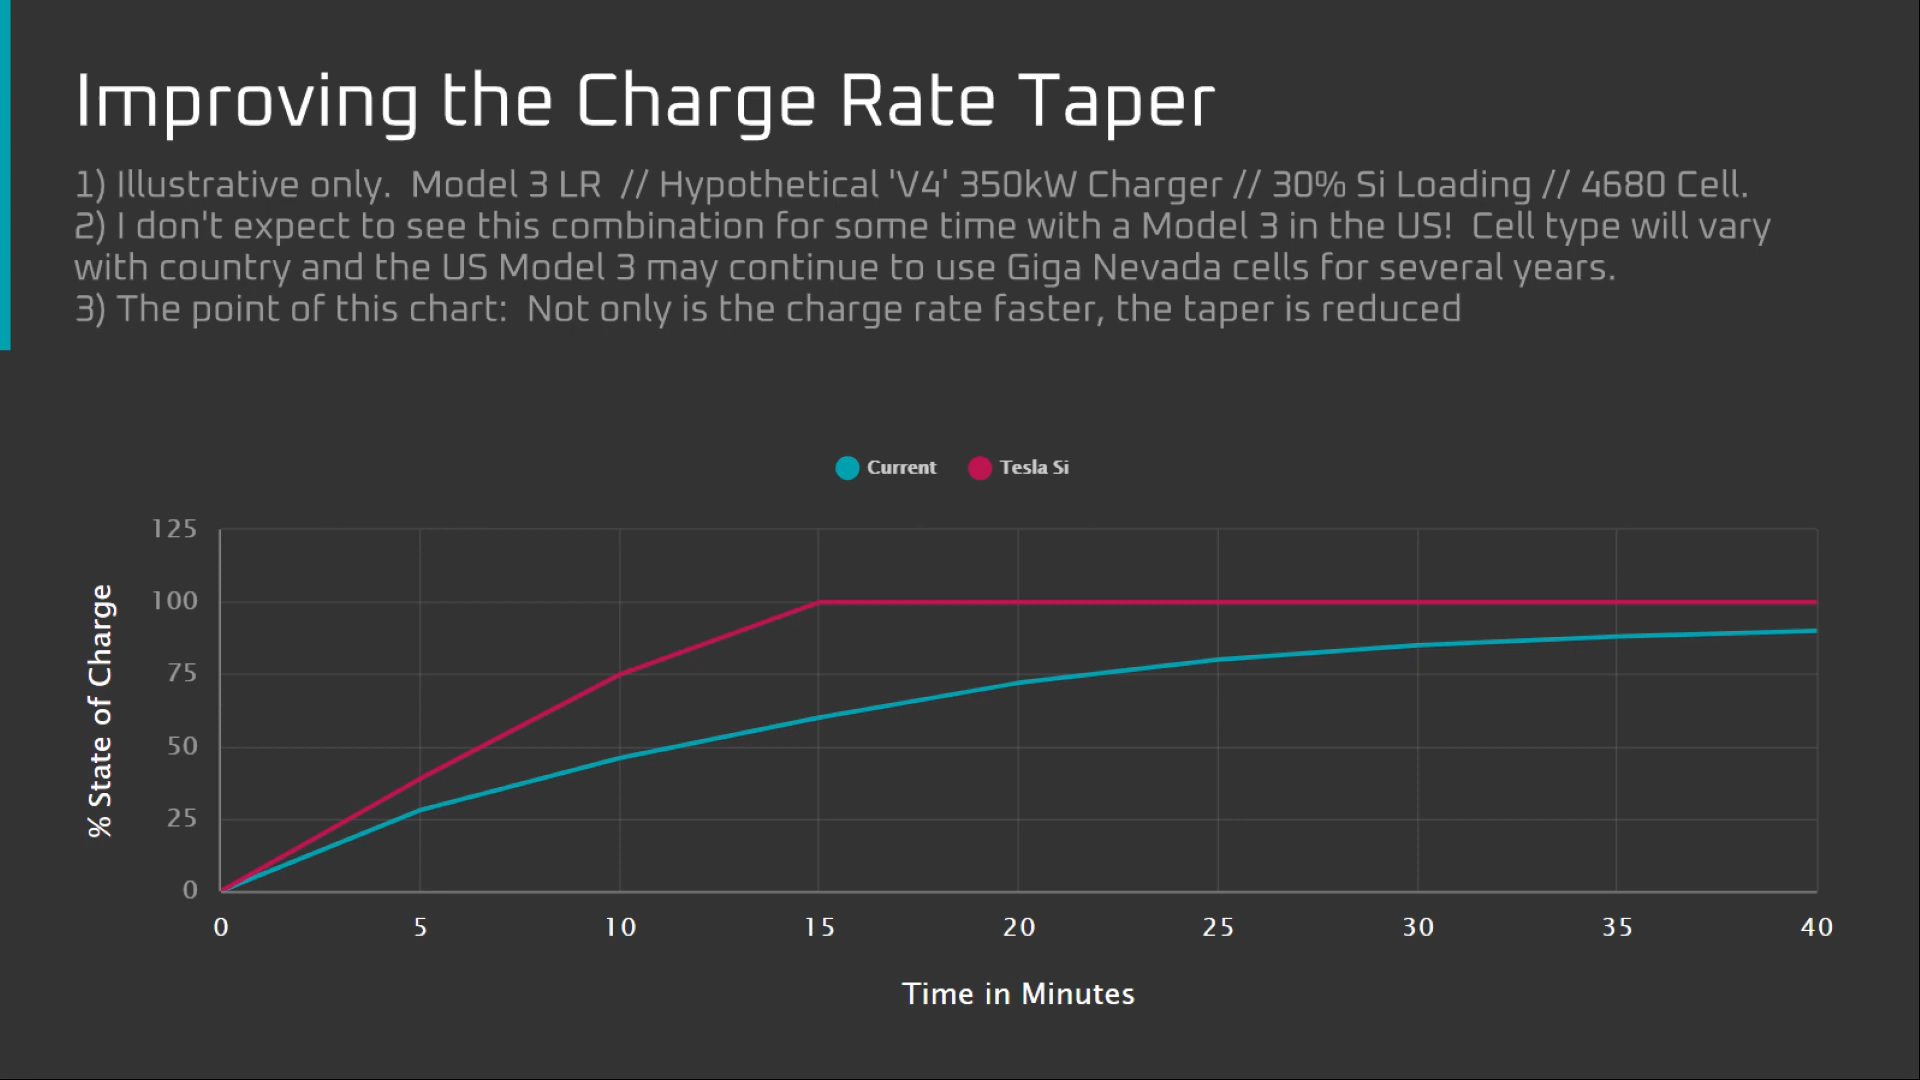 Improving the Charge Rate Taper
1) Illustrative only.  Model 3 LR  // Hypothetical 'V4' 350kW Charger // 30% Si Loading // 4680 Cell.
2) I don't expect to see this combination for some time with a Model 3 in the US!  Cell type will vary
with country and the US Model 3 may continue to use Giga Nevada cells for several years.
3) The point of this chart:  Not only is the charge rate faster, the taper is reduced
Current Tesla Si
125
100
75
50
25
0
% State of Charge
0 5 10 15 20 25 30 35 40
Time in Minutes